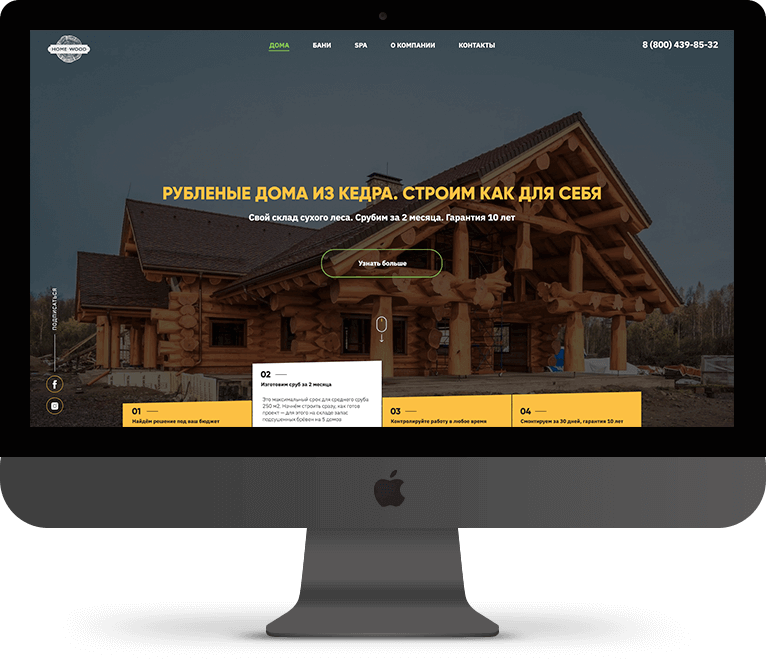 HOME WOOD
ДОМА БАНИ SPA О КОМПАНИИ КОНТАКТЫ
8 (800) 439-85-32
РУБЛЕНЫЕ ДОМА ИЗ КЕДРА. СТРОИМ КАК ДЛЯ СЕБЯ
Свой склад сухого леса. Срубим за 2 месяца. Гарантия 10 лет
Узнать больше
ПОДПИСАТЬСЯ
01
Найдём решение под ваш бюджет
02
Изготовим сруб за 2 месяца
Это максимальный срок для среднего сруба
250 м2. Начнём строить сразу, как готов
проект — для этого на складе запас
подсушенных брёвен на 5 домов
03
Контролируйте работу в любое время
04
Смонтируем за 30 дней, гарантия 10 лет